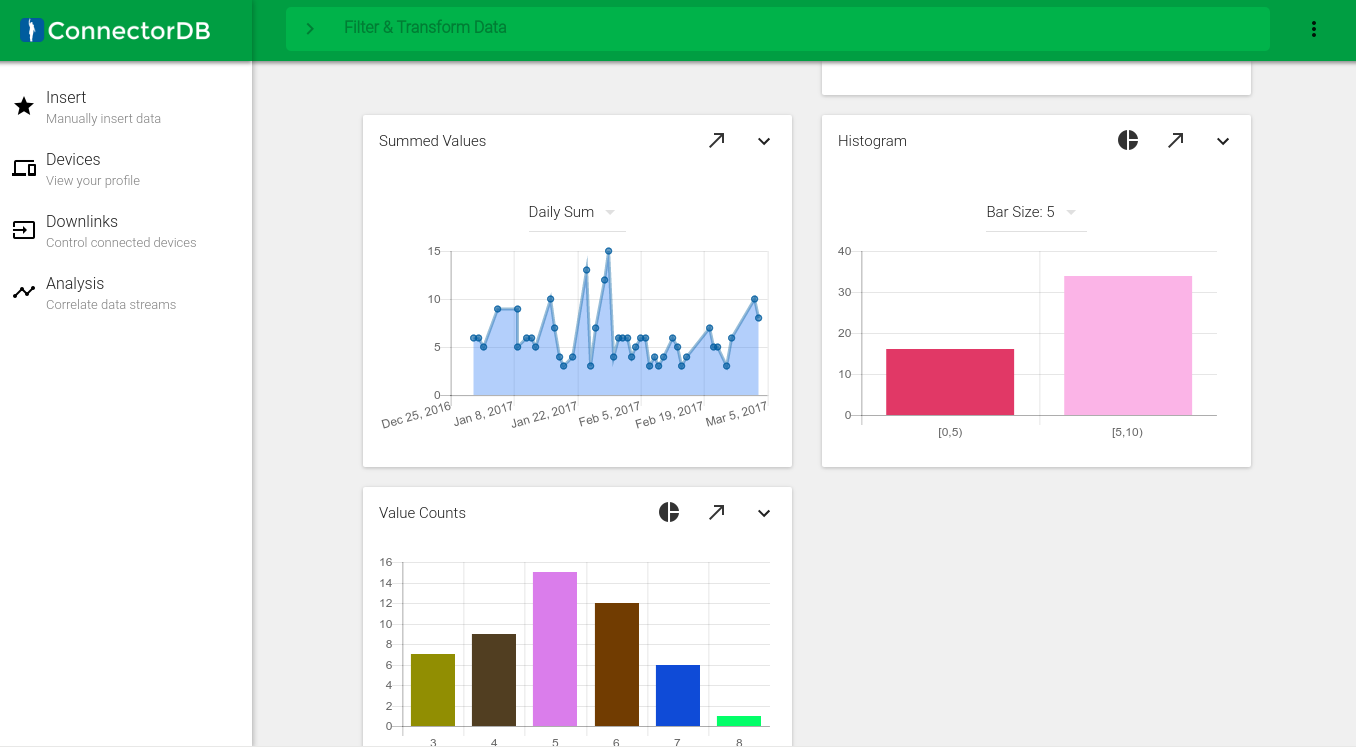 ConnectorDB
Filter & Transform Data
Insert
Manually insert data
Devices
View your profile
Downlinks
Control connected devices
Analysis
Correlate data streams
Summed Values
Daily Sum
15
10
5
0
Dec 25, 2016
Jan 8, 2017
Jan 22, 2017
Feb 5, 2017
Feb 19, 2017
Mar 5, 2017
Histogram
Bar Size: 5
40
30
20
10
0
[0,5)
[5,10)
Value Counts
16
14
12
10
8
6
4
2
0
3
4
5
6
7
8